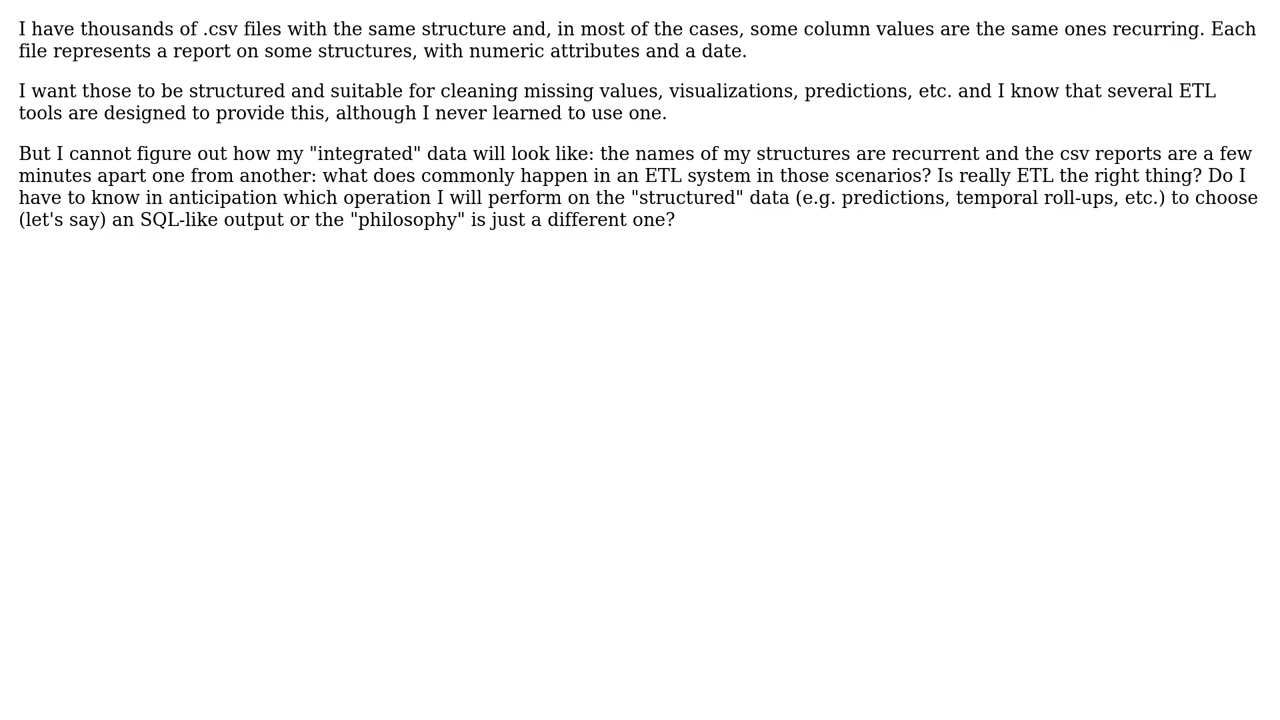 I have thousands of .csv files with the same structure and, in most of the cases, some column values are the same ones recurring. Each
file represents a report on some structures, with numeric attributes and a date.
I want those to be structured and suitable for cleaning missing values, visualizations, predictions, etc. and I know that several ETL
tools are designed to provide this, although I never learned to use one.
But I cannot figure out how my "integrated" data will look like: the names of my structures are recurrent and the csv reports are a few
minutes apart one from another: what does commonly happen in an ETL system in those scenarios? Is really ETL the right thing? Do I
have to know in anticipation which operation I will perform on the "structured" data (e.g. predictions, temporal roll-ups, etc.) to choose
(let's say) an SQL-like output or the "philosophy" is just a different one?